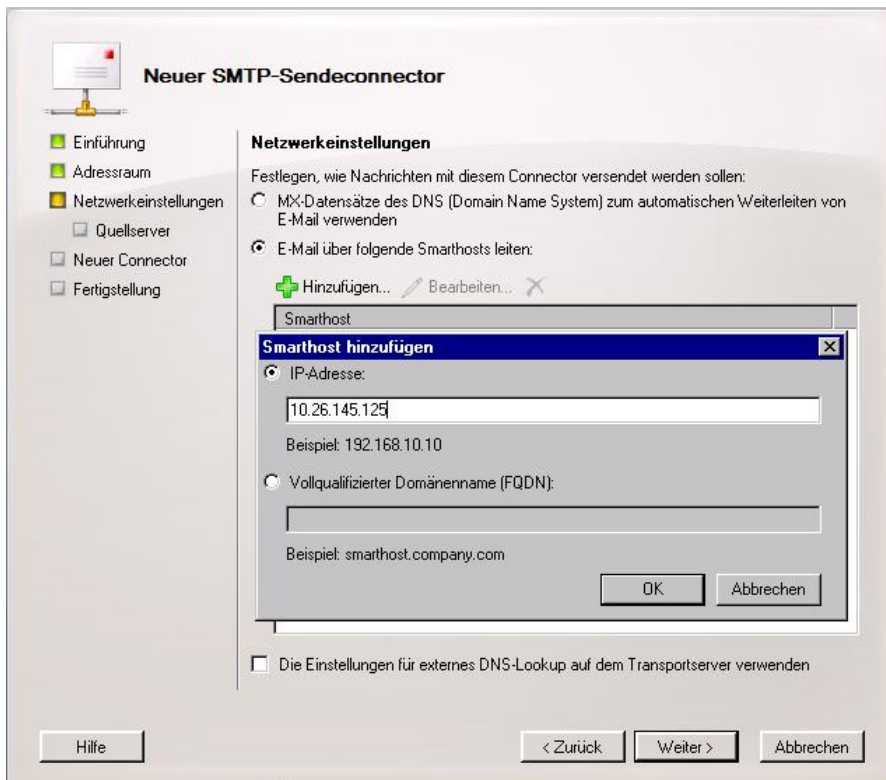 Neuer SMTP-Sendeconnector
Einführung
Adressraum
Netzwerkeinstellungen
Quellserver
Neuer Connector
Fertigstellung
Netzwerkeinstellungen
Festlegen, wie Nachrichten mit diesem Connector versendet werden sollen:
MX-Datensätze des DNS (Domain Name System) zum automatischen Weiterleiten von
E-Mail verwenden
E-Mail über folgende Smarthosts leiten:
Hinzufügen... Bearbeiten...
Smarthost
Smarthost hinzufügen
IP-Adresse:
10.26.145.125
Beispiel: 192.168.10.10
Vollqualifizierter Domänenname (FQDN):
Beispiel: smarthost.company.com
OK Abbrechen
Die Einstellungen für externes DNS-Lookup auf dem Transportserver verwenden
Hilfe < Zurück Weiter > Abbrechen